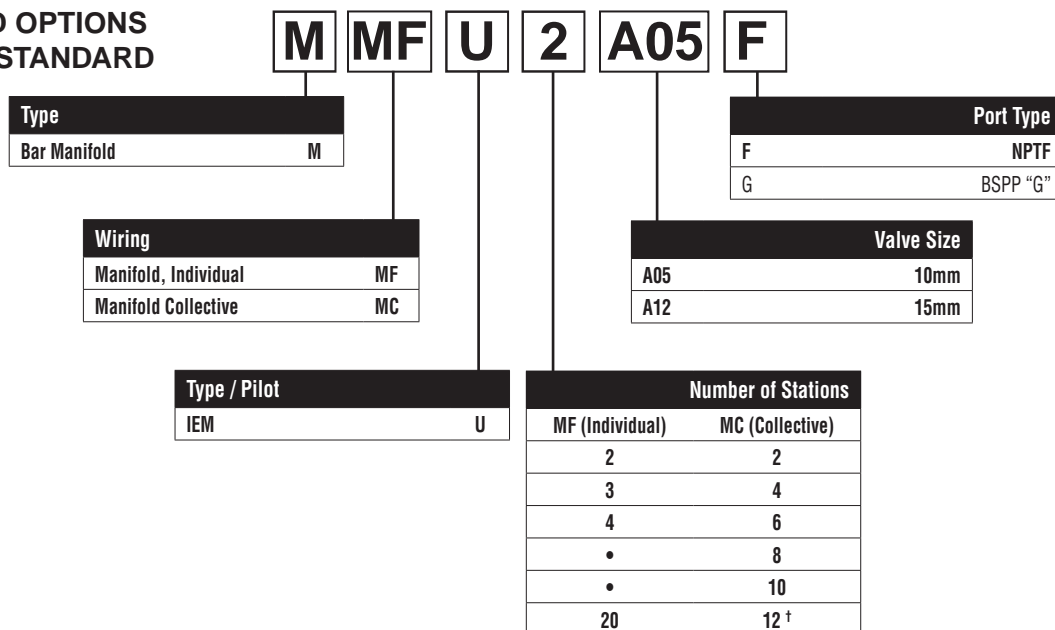 OPTIONS
STANDARD
M MF U 2 A05 F
Type
Bar Manifold M
Port Type
F NPTF
G BSPP “G”
Wiring
Manifold, Individual MF
Manifold Collective MC
Valve Size
A05 10mm
A12 15mm
Type / Pilot
IEM U
Number of Stations
MF (Individual) MC (Collective)
2 2
3 4
4 6
• 8
• 10
20 12 †